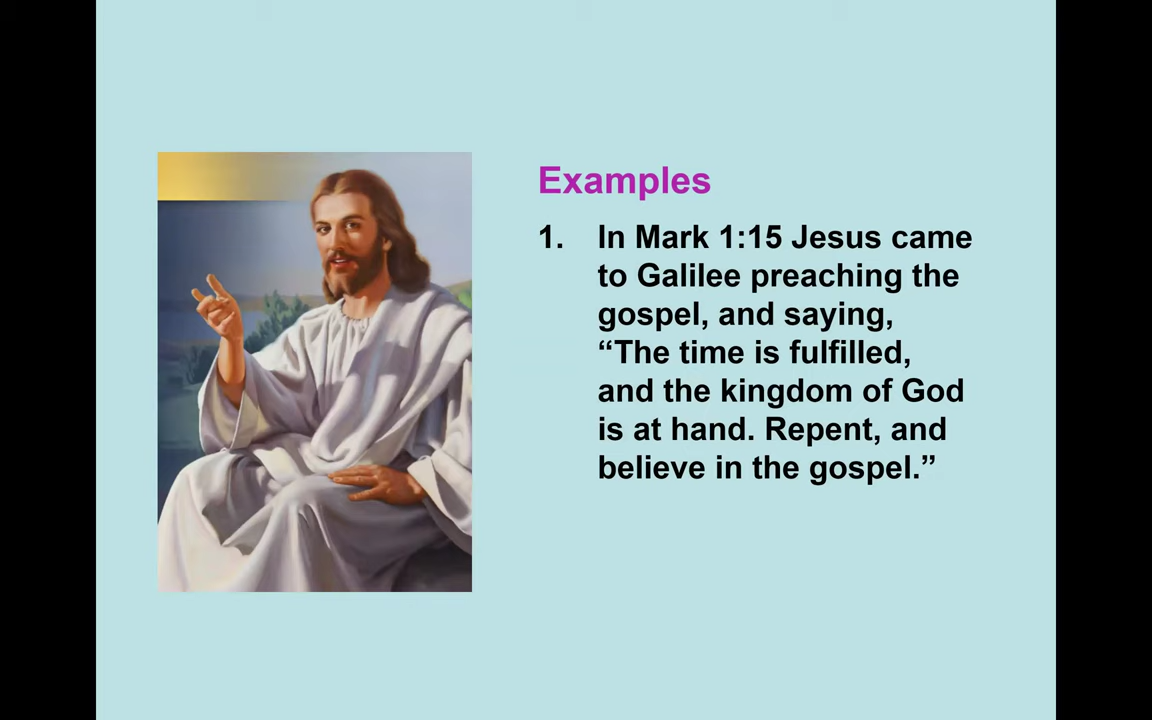 Examples
1. In Mark 1:15 Jesus came
to Galilee preaching the
gospel, and saying,
“The time is fulfilled,
and the kingdom of God
is at hand. Repent, and
believe in the gospel.”